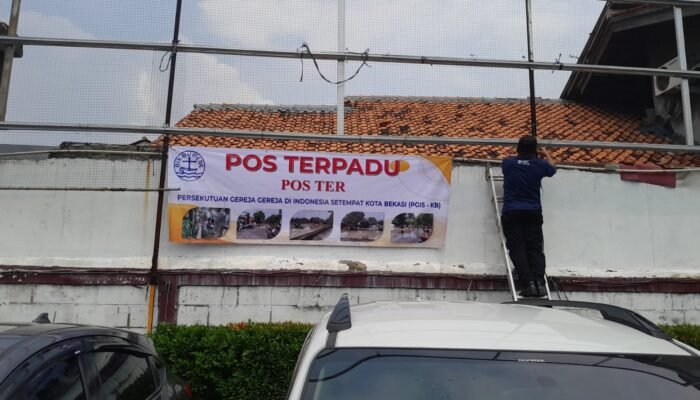 POS TERPADU
POS TER
PERSEKUTUAN GEREJA GEREJA DI INDONESIA SETEMPAT KOTA BEKASI (PGIS - KB)